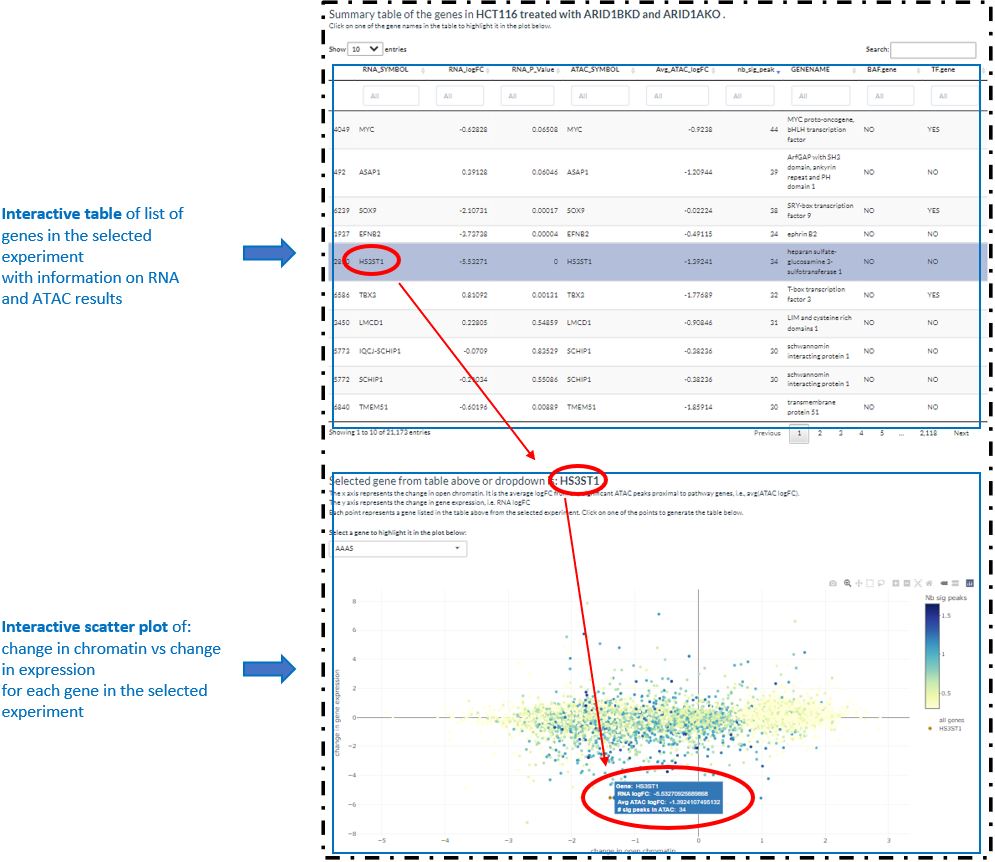 Summary table of the genes in HCT116 treated with ARID1BKD and ARID1AKO .
Click on one of the gene names in the table to highlight it in the plot below.
Show 10 entries
Search:
RNA_SYMBOL RNA_logFC RNA_P_Value ATAC_SYMBOL Avg_ATAC_logFC nb_sig_peak GENENAME BAF.gene TF.gene
All All All All All All All All All
4049 MYC -0.62828 0.06508 MYC -0.9238 44 MYC proto-oncogene, bHLH transcription factor NO YES
492 ASAP1 0.39128 0.06046 ASAP1 -1.20944 39 ArfGAP with SH3 domain, ankyrin repeat and PH domain 1 NO NO
6239 SOX9 -2.10731 0.00017 SOX9 -0.02224 38 SRY-box transcription factor 9 NO YES
1937 EFNB2 -3.73738 0.00004 EFNB2 -0.49115 34 ephrin B2 NO NO
HS3ST1 -5.53271 0 HS3ST1 -1.39241 34 heparan sulfate-glucosamine 3-sulfotransferase 1 NO NO
6586 TBX3 0.81092 0.00131 TBX3 -1.77689 32 T-box transcription factor 3 NO YES
3450 LMCD1 0.22805 0.54859 LMCD1 -0.90846 31 LIM and cysteine rich domains 1 NO NO
5773 IQCJ-SCHIP1 -0.0709 0.83529 SCHIP1 -0.38236 30 schwannomin interacting protein 1 NO NO
5772 SCHIP1 0.55086 SCHIP1 -0.38236 30 schwannomin interacting protein 1 NO NO
6840 TMEM51 -0.60196 0.00889 TMEM51 -1.85914 30 transmembrane protein 51 NO NO
Showing 1 to 10 of 21,173 entries
Previous 1 2 3 4 5 ... 2,118 Next
Interactive table of list of
genes in the selected
experiment
with information on RNA
and ATAC results
Selected gene from table above or dropdown is: HS3ST1
The x axis represents the change in open chromatin. It is the average logFC ATAC peaks proximal to pathway genes, i.e., avg(ATAC logFC).
The y axis represents the change in gene expression, i.e. RNA logFC
Each point represents a gene listed in the table above from the selected experiment. Click on one of the points to generate the table below.
Select a gene to highlight it in the plot below:
AAAS
Interactive scatter plot of:
change in chromatin vs change
in expression
for each gene in the selected
experiment
Nb sig peaks
1.5
1
0.5
all genes
HS3ST1
change in gene expression
8
6
4
2
0
−2
−4
−6
−8
Gene: HS3ST1
RNA logFC: -5.53270925689868
Avg ATAC logFC: -1.3924107495132
# sig peaks in ATAC: 34
−5 −4 −3 −2 −1 0 1 2 3
change in open chromatin